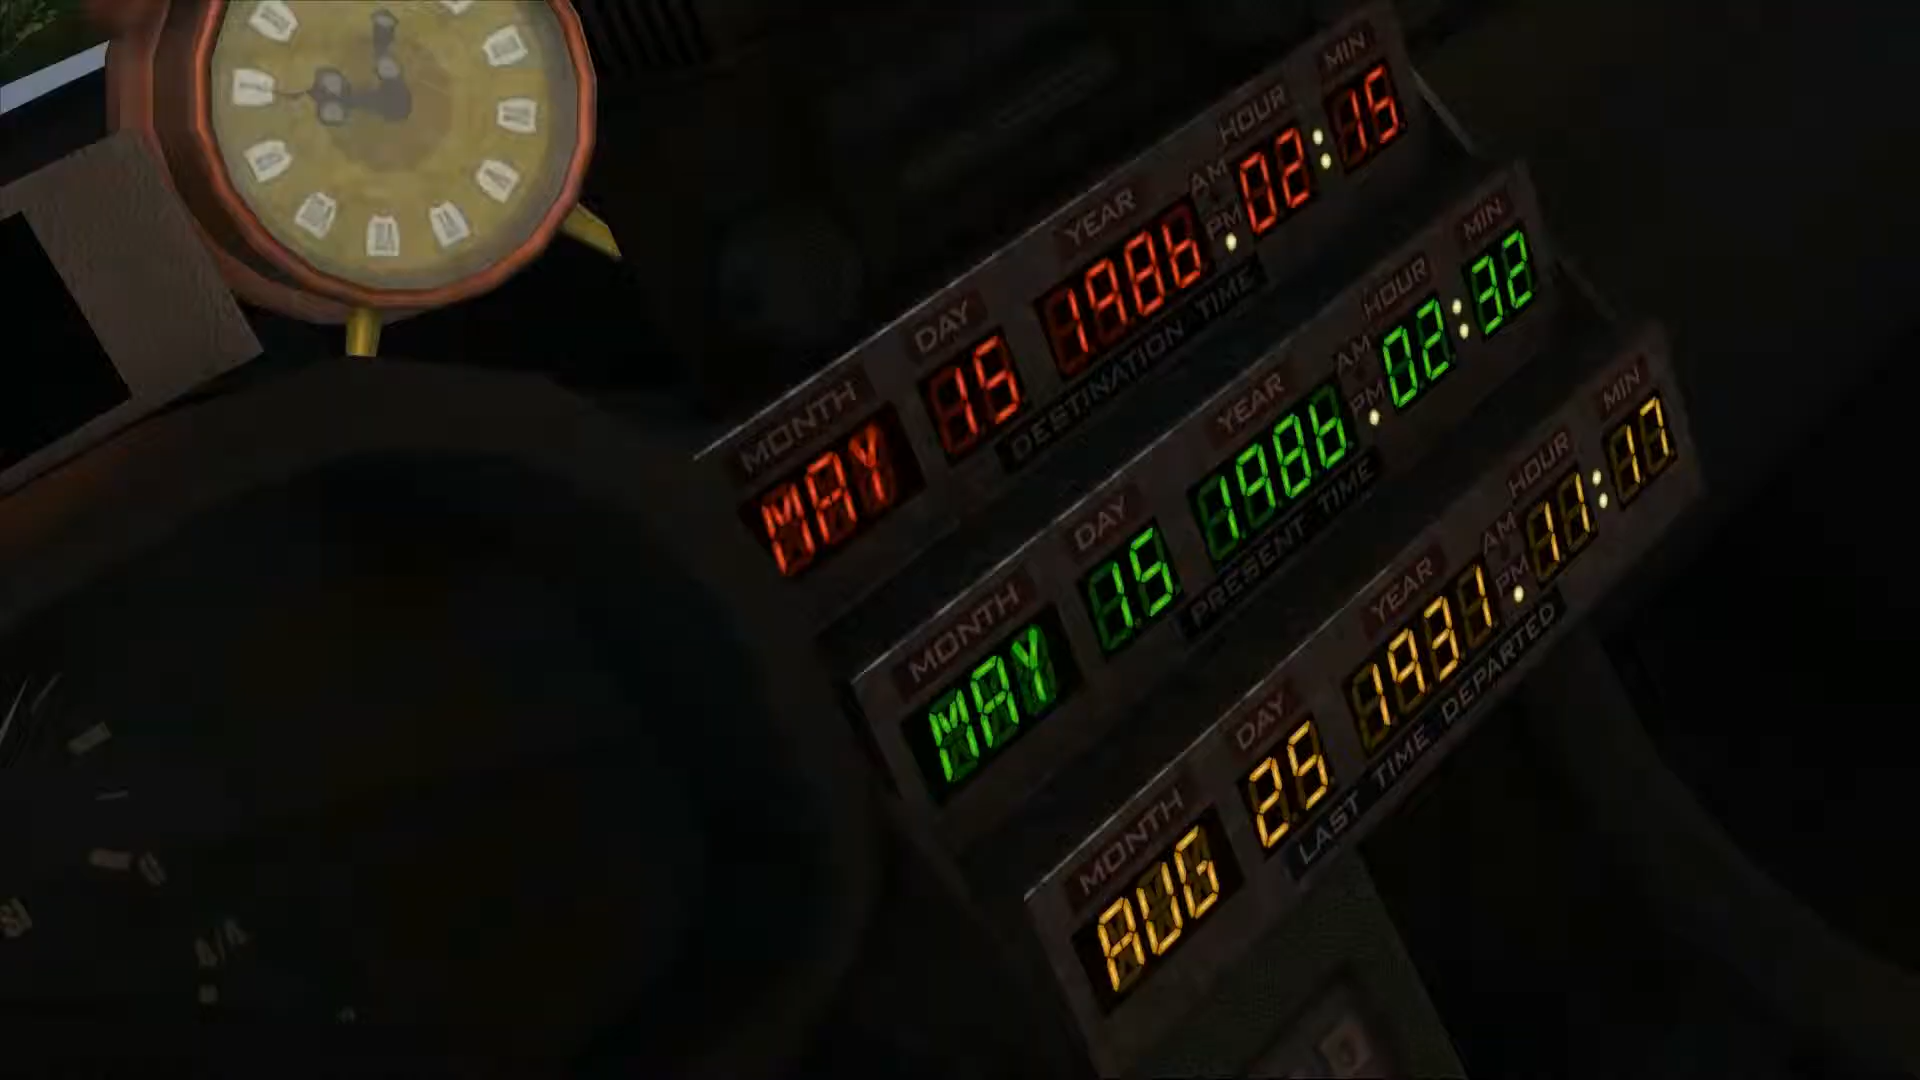 MONTH DAY YEAR AM PM HOUR MIN
MAY 15 1986 02:15
DESTINATION TIME
MONTH DAY YEAR AM PM HOUR MIN
MAY 15 1986 02:32
PRESENT TIME
MONTH DAY YEAR AM PM HOUR MIN
AUG 25 1931 11:17
LAST TIME DEPARTED